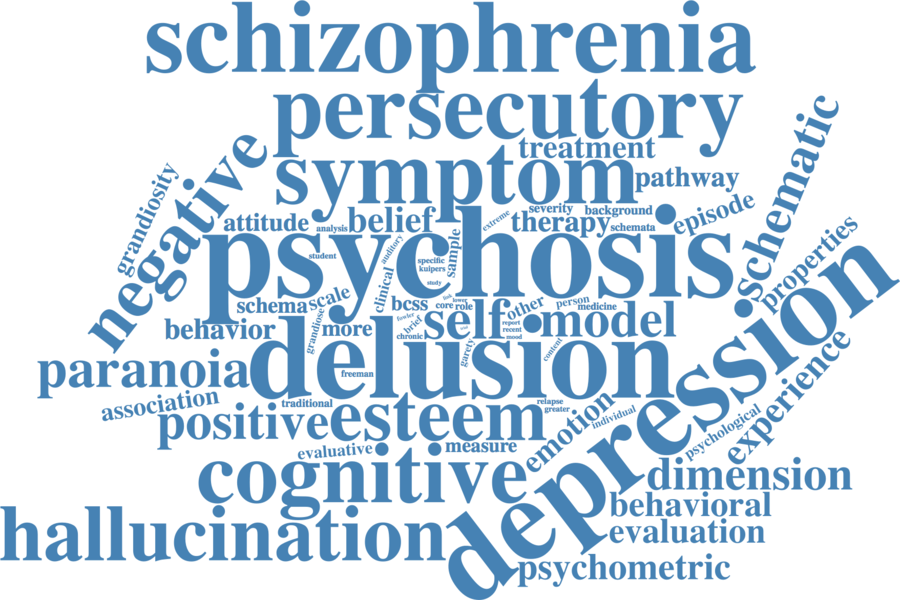 schizophrenia
persecutory
treatment
symptom
pathway
schematic
grandiosity
negative
attitude
analysis
belief
extreme
severity
background
therapy
schemata
episode
psychosis
student
auditory
specific
kuipers
study
sample
clinical
properties
schema
scale
bcss
core
role
link
lower
other
person
medicine
behavior
grandiose
more
fowler
brief
chronic
self
report
recent
mood
model
delusion
depression
paranoia
freeman
garety
content
experience
association
traditional
positive
esteem
relapse
greater
emotion
individual
psychological
evaluative
measure
cognitive
dimension
behavioral
hallucination
evaluation
psychometric